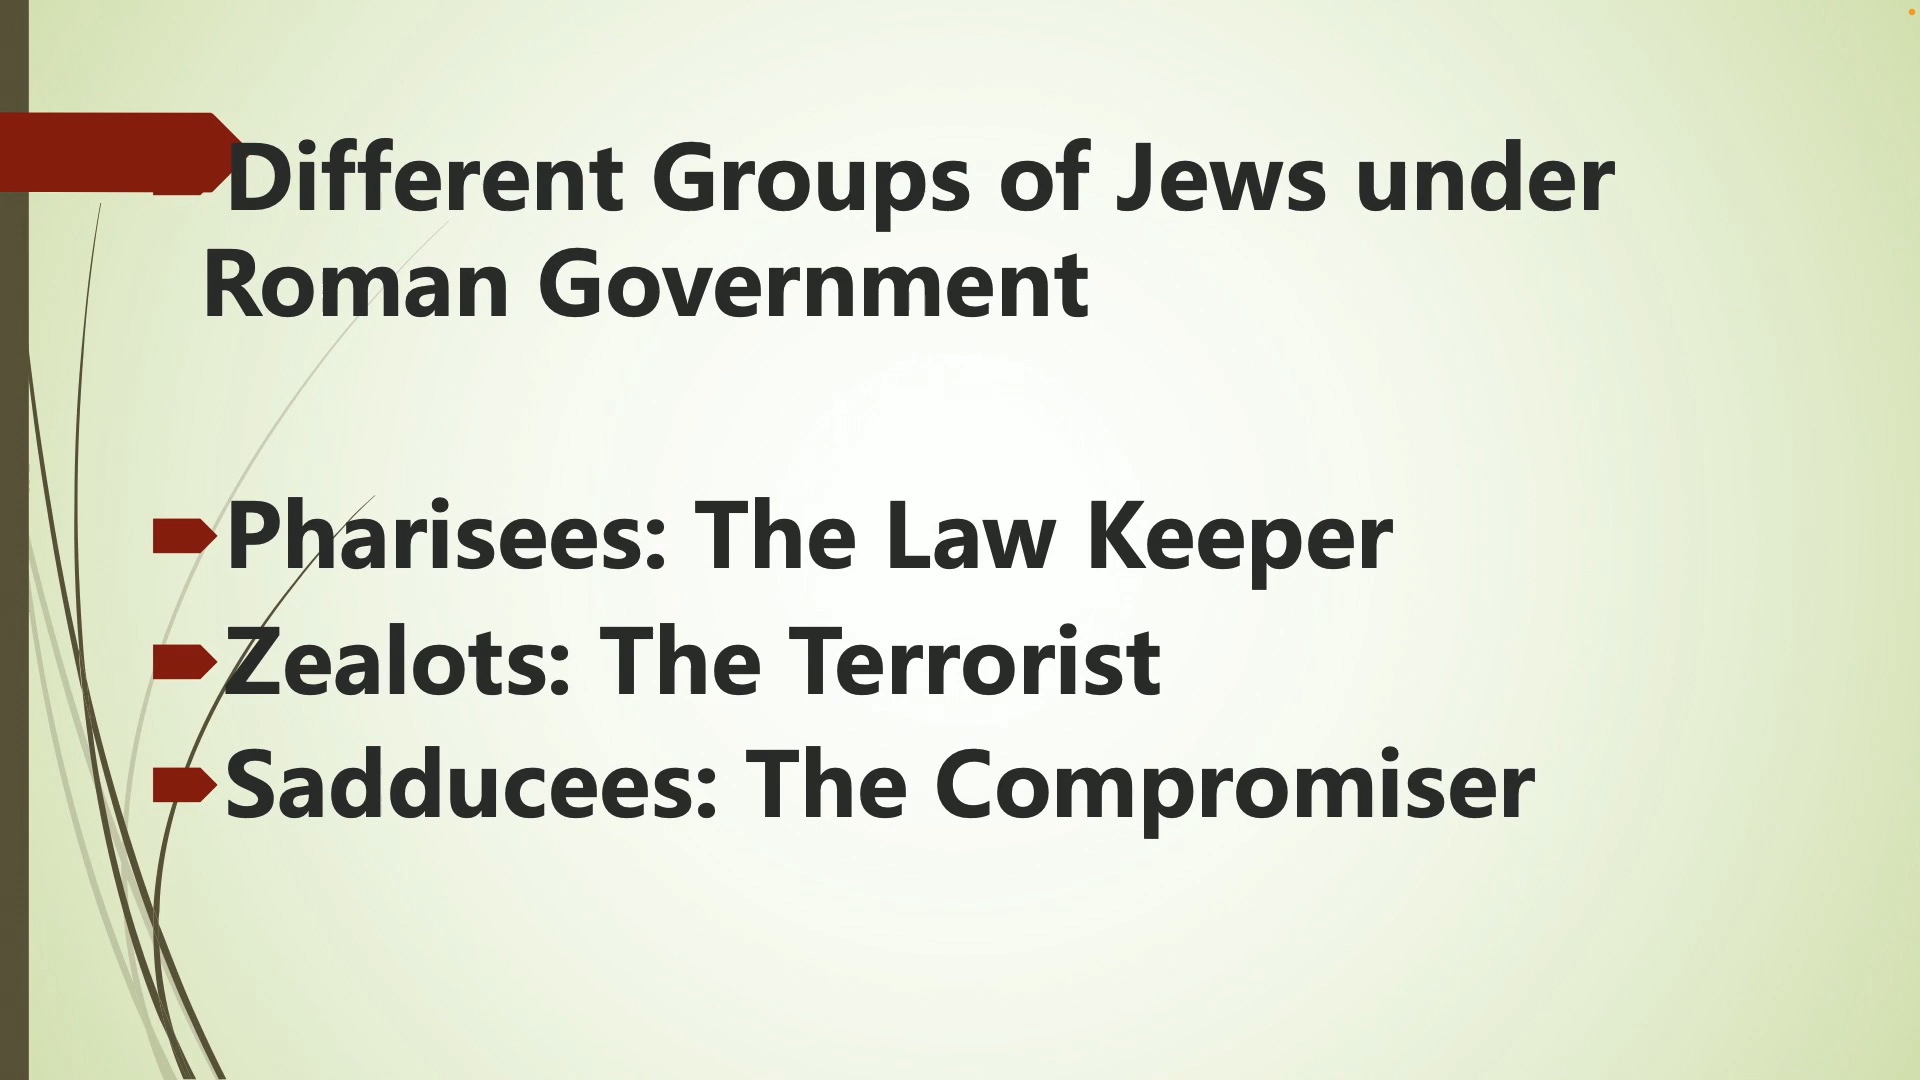 Different Groups of Jews under
Roman Government
Pharisees: The Law Keeper
Zealots: The Terrorist
Sadducees: The Compromiser